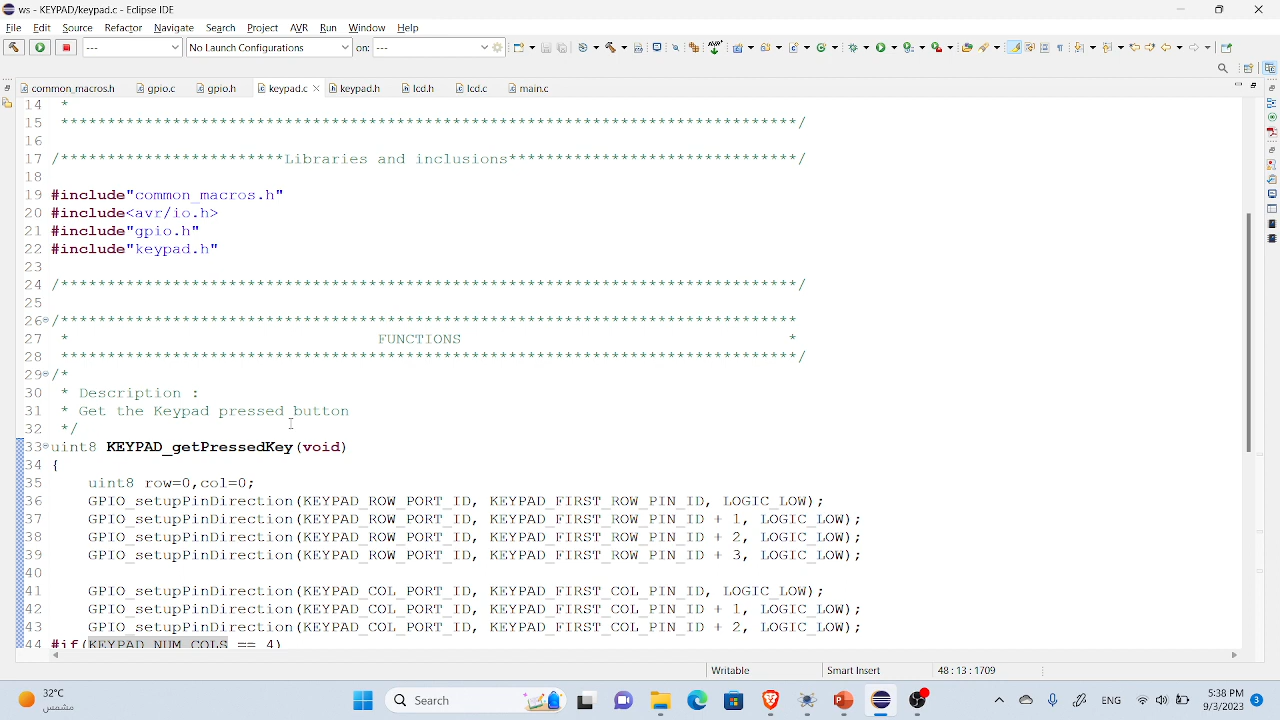 ws - KEYPAD/keypad.c - Eclipse IDE
File Edit Source Refactor Navigate Search Project AVR Run Window Help
--- No Launch Configurations on: ---
common_macros.h gpio.c gpio.h keypad.c keypad.h lcd.h lcd.c main.c
14 *
15 *******************************************************************************/
16
17 /*************************Libraries and inclusions*******************************/
18
19 #include"common_macros.h"
20 #include<avr/io.h>
21 #include"gpio.h"
22 #include"keypad.h"
23
24 /********************************************************************************/
25
26 /*******************************************************************************
27 * FUNCTIONS *
28 *******************************************************************************/
29 /*
30 * Description :
31 * Get the Keypad pressed button
32 */
33 uint8 KEYPAD_getPressedKey(void)
34 {
35 uint8 row=0,col=0;
36 GPIO_setupPinDirection(KEYPAD_ROW_PORT_ID, KEYPAD_FIRST_ROW_PIN_ID, LOGIC_LOW);
37 GPIO_setupPinDirection(KEYPAD_ROW_PORT_ID, KEYPAD_FIRST_ROW_PIN_ID + 1, LOGIC_LOW);
38 GPIO_setupPinDirection(KEYPAD_ROW_PORT_ID, KEYPAD_FIRST_ROW_PIN_ID + 2, LOGIC_LOW);
39 GPIO_setupPinDirection(KEYPAD_ROW_PORT_ID, KEYPAD_FIRST_ROW_PIN_ID + 3, LOGIC_LOW);
40
41 GPIO_setupPinDirection(KEYPAD_COL_PORT_ID, KEYPAD_FIRST_COL_PIN_ID, LOGIC_LOW);
42 GPIO_setupPinDirection(KEYPAD_COL_PORT_ID, KEYPAD_FIRST_COL_PIN_ID + 1, LOGIC_LOW);
43 GPIO_setupPinDirection(KEYPAD_COL_PORT_ID, KEYPAD_FIRST_COL_PIN_ID + 2, LOGIC_LOW);
44 #if(KEYPAD_NUM_COLS == 4)
Writable Smart Insert 48 : 13 : 1709
32°C
مشمس
Search
ENG
5:38 PM
9/3/2023
3